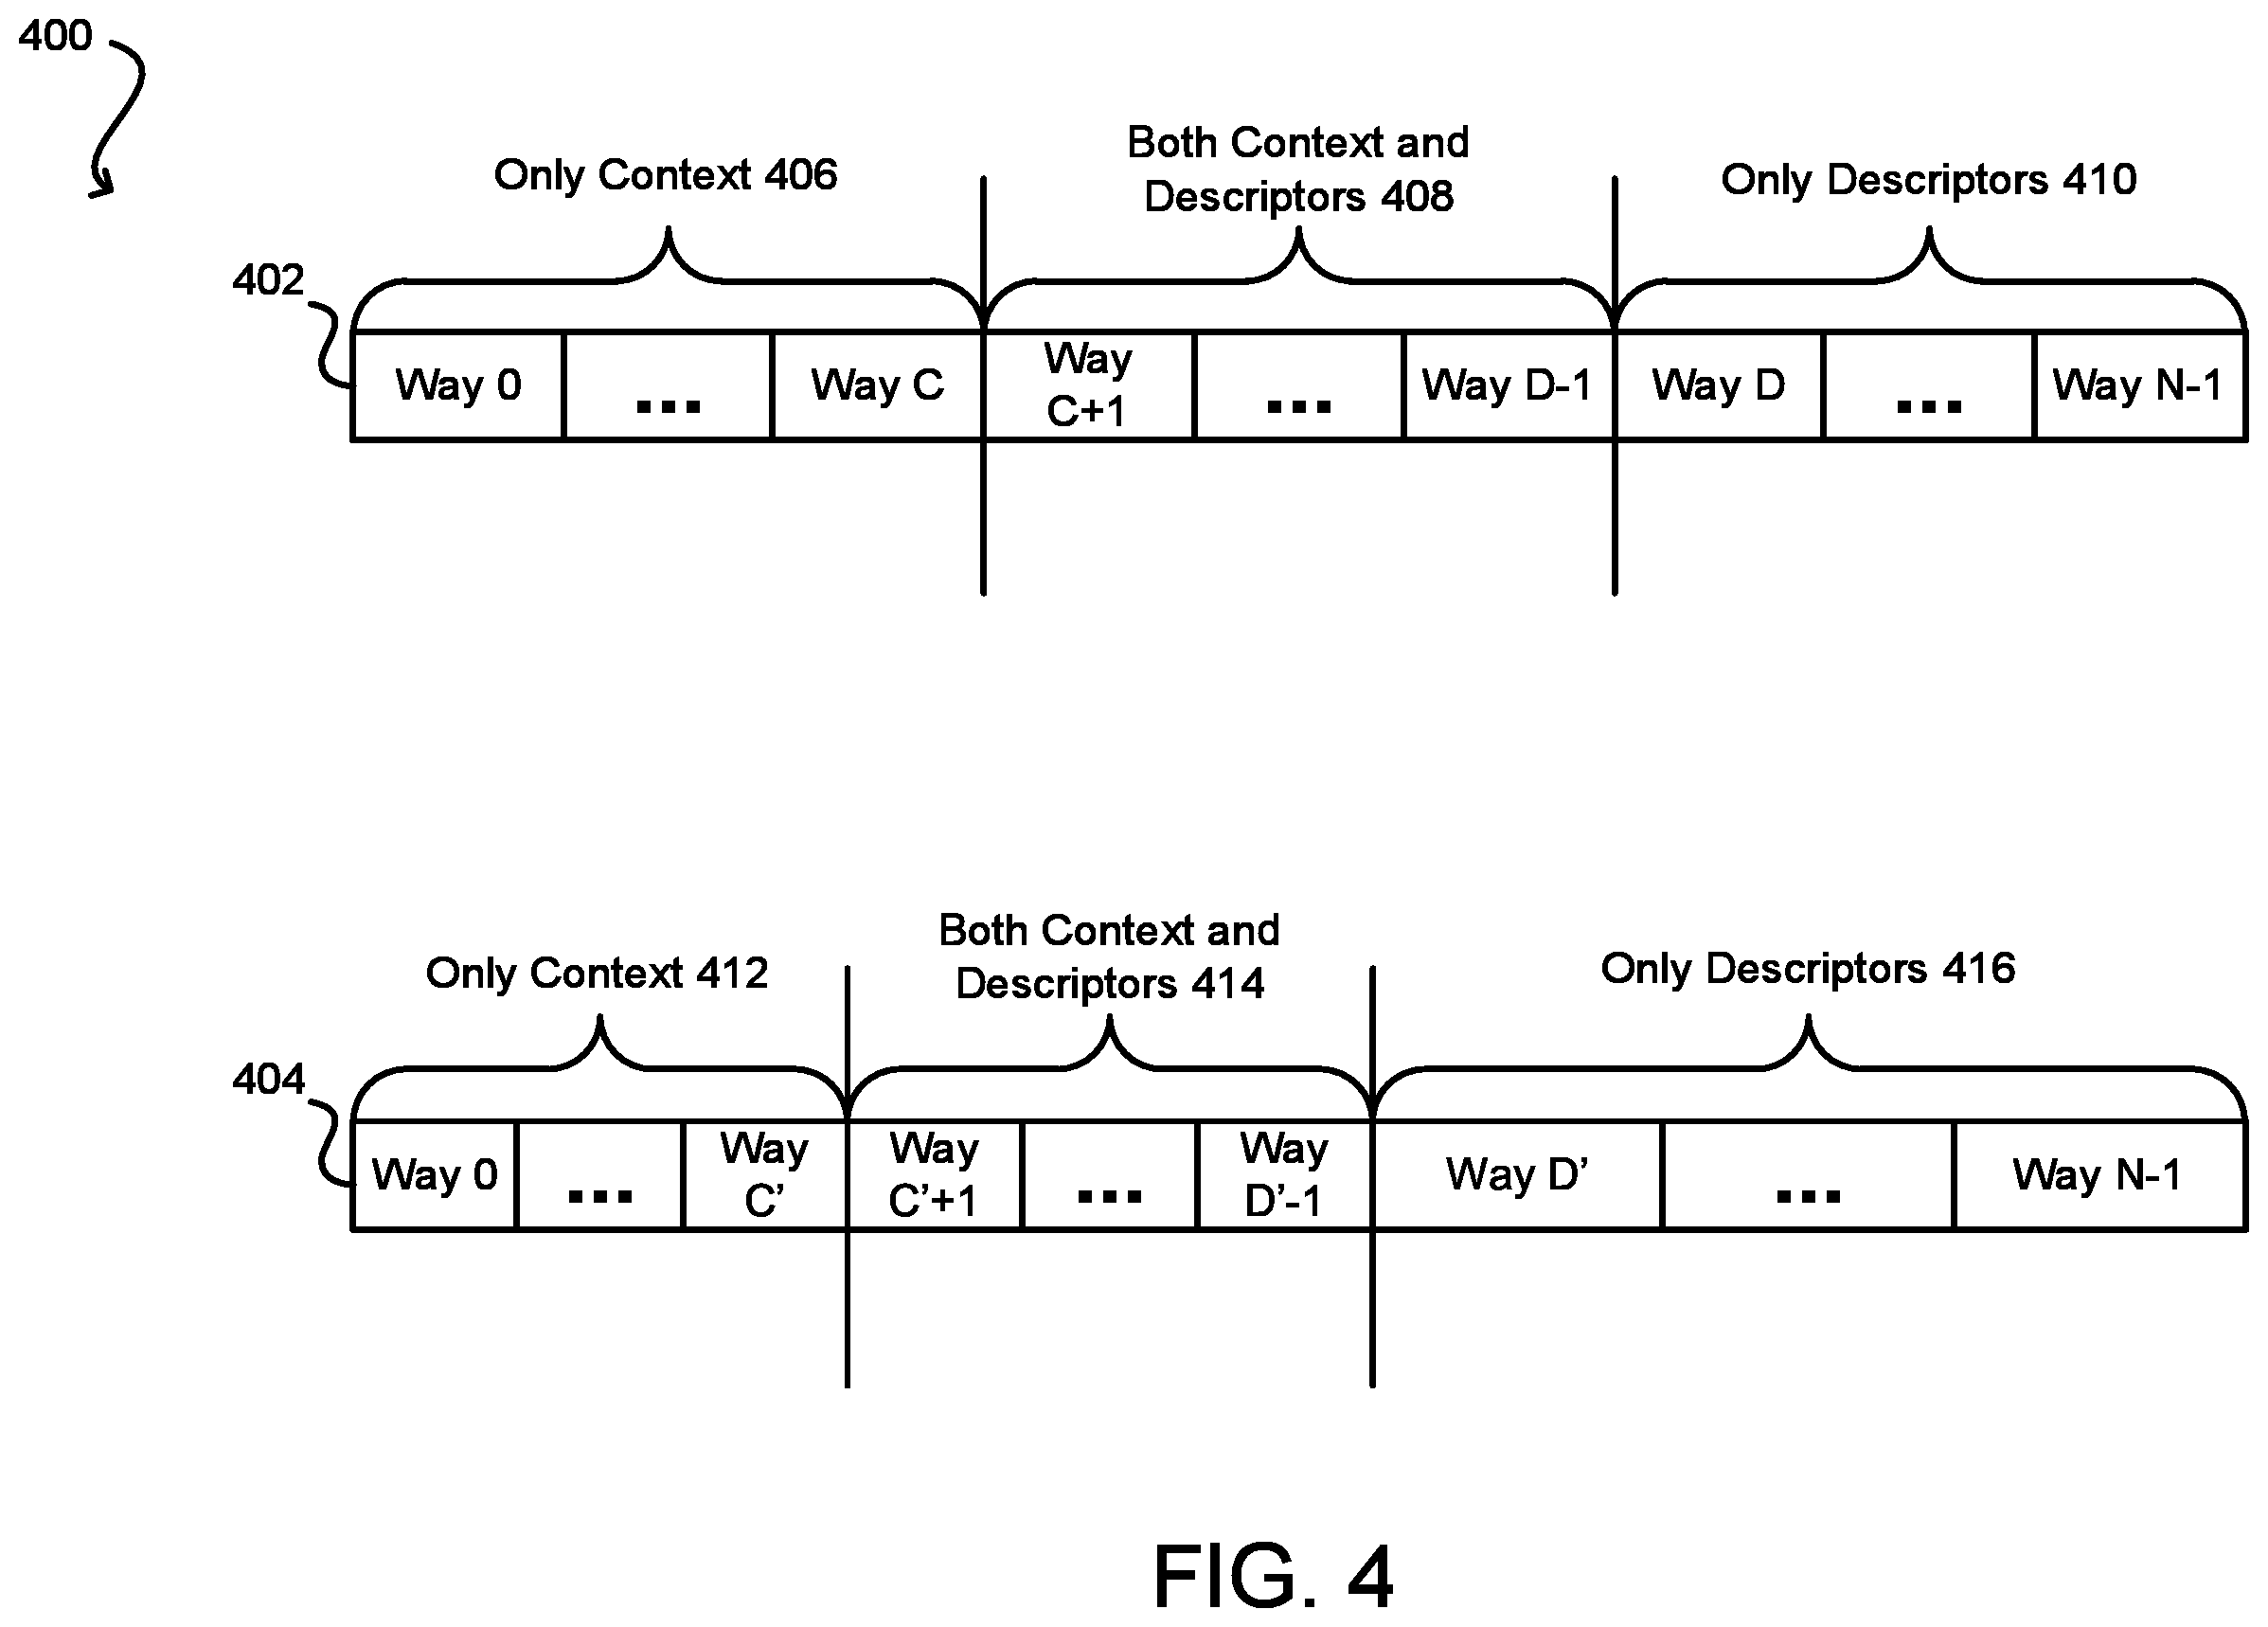 400
Only Context 406
Both Context and
Descriptors 408
Only Descriptors 410
402
Way 0
...
Way C
Way
C+1
...
Way D-1
Way D
...
Way N-1
Only Context 412
Both Context and
Descriptors 414
Only Descriptors 416
404
Way 0
...
Way
C’
Way
C’+1
...
Way
D’-1
Way D’
...
Way N-1
FIG. 4